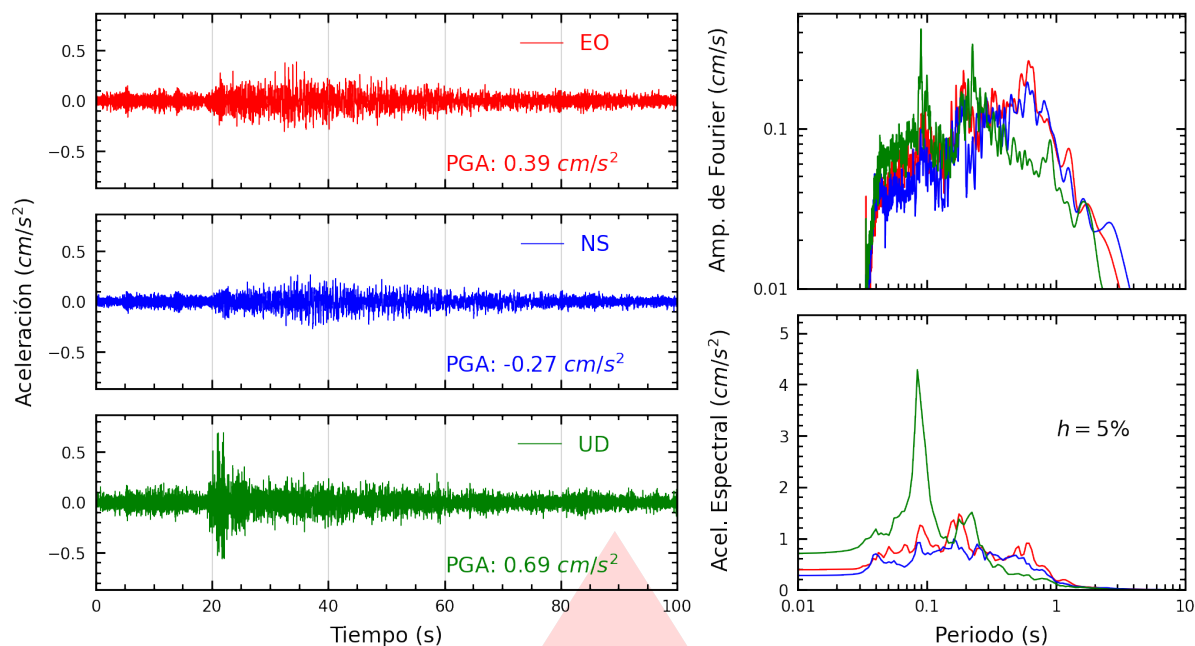 Aceleración (cm/s²)
0.5
0.0
−0.5
EO
PGA: 0.39 cm/s²
0.5
0.0
−0.5
NS
PGA: -0.27 cm/s²
0.5
0.0
−0.5
UD
PGA: 0.69 cm/s²
0 20 40 60 80 100
Tiempo (s)
Amp. de Fourier (cm/s)
0.1
0.01
Acel. Espectral (cm/s²)
5
4
3
2
1
0
h = 5%
0.01 0.1 1 10
Periodo (s)